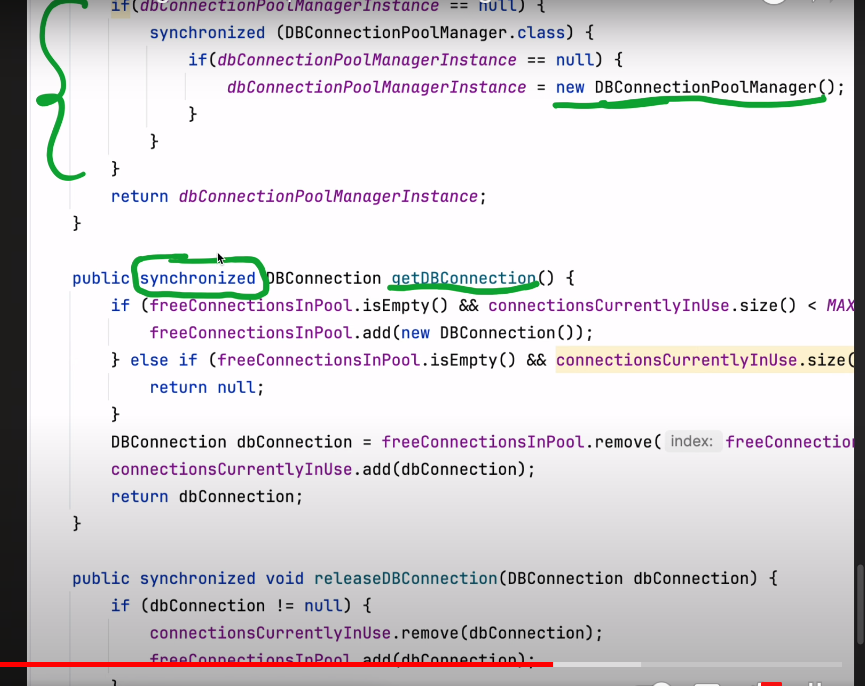 if(dbConnectionPoolManagerInstance == null) {
synchronized (DBConnectionPoolManager.class) {
if(dbConnectionPoolManagerInstance == null) {
dbConnectionPoolManagerInstance = new DBConnectionPoolManager();
}
}
}
return dbConnectionPoolManagerInstance;
}
public synchronized DBConnection getDBConnection() {
if (freeConnectionsInPool.isEmpty() && connectionsCurrentlyInUse.size() < MAX
freeConnectionsInPool.add(new DBConnection());
} else if (freeConnectionsInPool.isEmpty() && connectionsCurrentlyInUse.size(
return null;
}
DBConnection dbConnection = freeConnectionsInPool.remove( index: freeConnection
connectionsCurrentlyInUse.add(dbConnection);
return dbConnection;
}
public synchronized void releaseDBConnection(DBConnection dbConnection) {
if (dbConnection != null) {
connectionsCurrentlyInUse.remove(dbConnection);
freeConnectionsInPool.add(dbConnection);
}